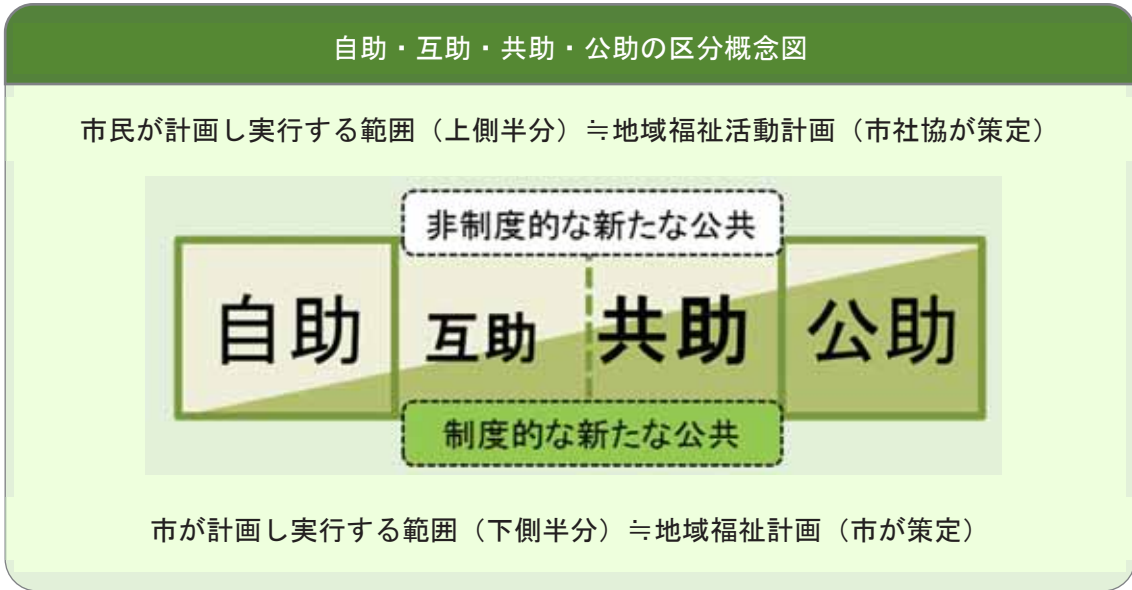 自助・互助・共助・公助の区分概念図
市民が計画し実行する範囲（上側半分）≒地域福祉活動計画（市社協が策定）
非制度的な新たな公共
自助 互助 共助 公助
制度的な新たな公共
市が計画し実行する範囲（下側半分）≒地域福祉計画（市が策定）